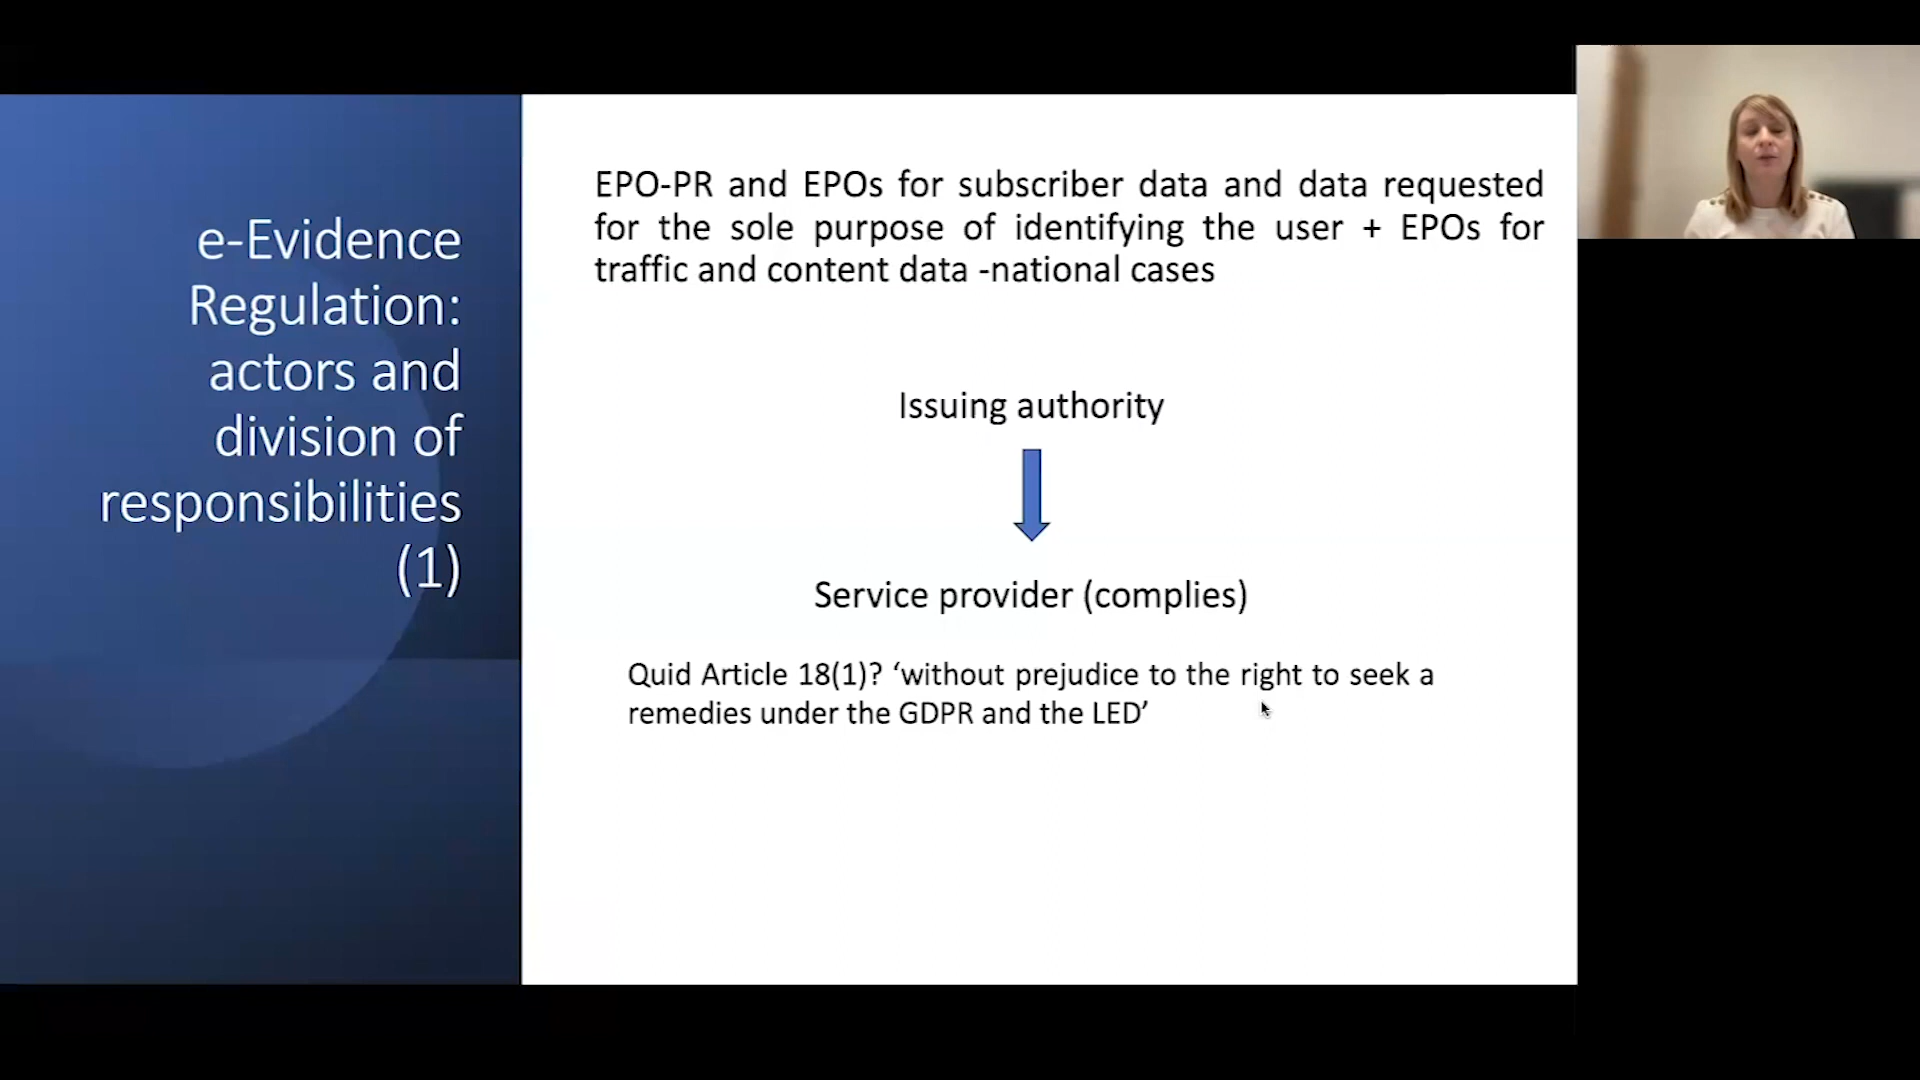 e-Evidence
Regulation:
actors and
division of
responsibilities
(1)
EPO-PR and EPOs for subscriber data and data requested
for the sole purpose of identifying the user + EPOs for
traffic and content data -national cases
Issuing authority
Service provider (complies)
Quid Article 18(1)? ‘without prejudice to the right to seek a
remedies under the GDPR and the LED’